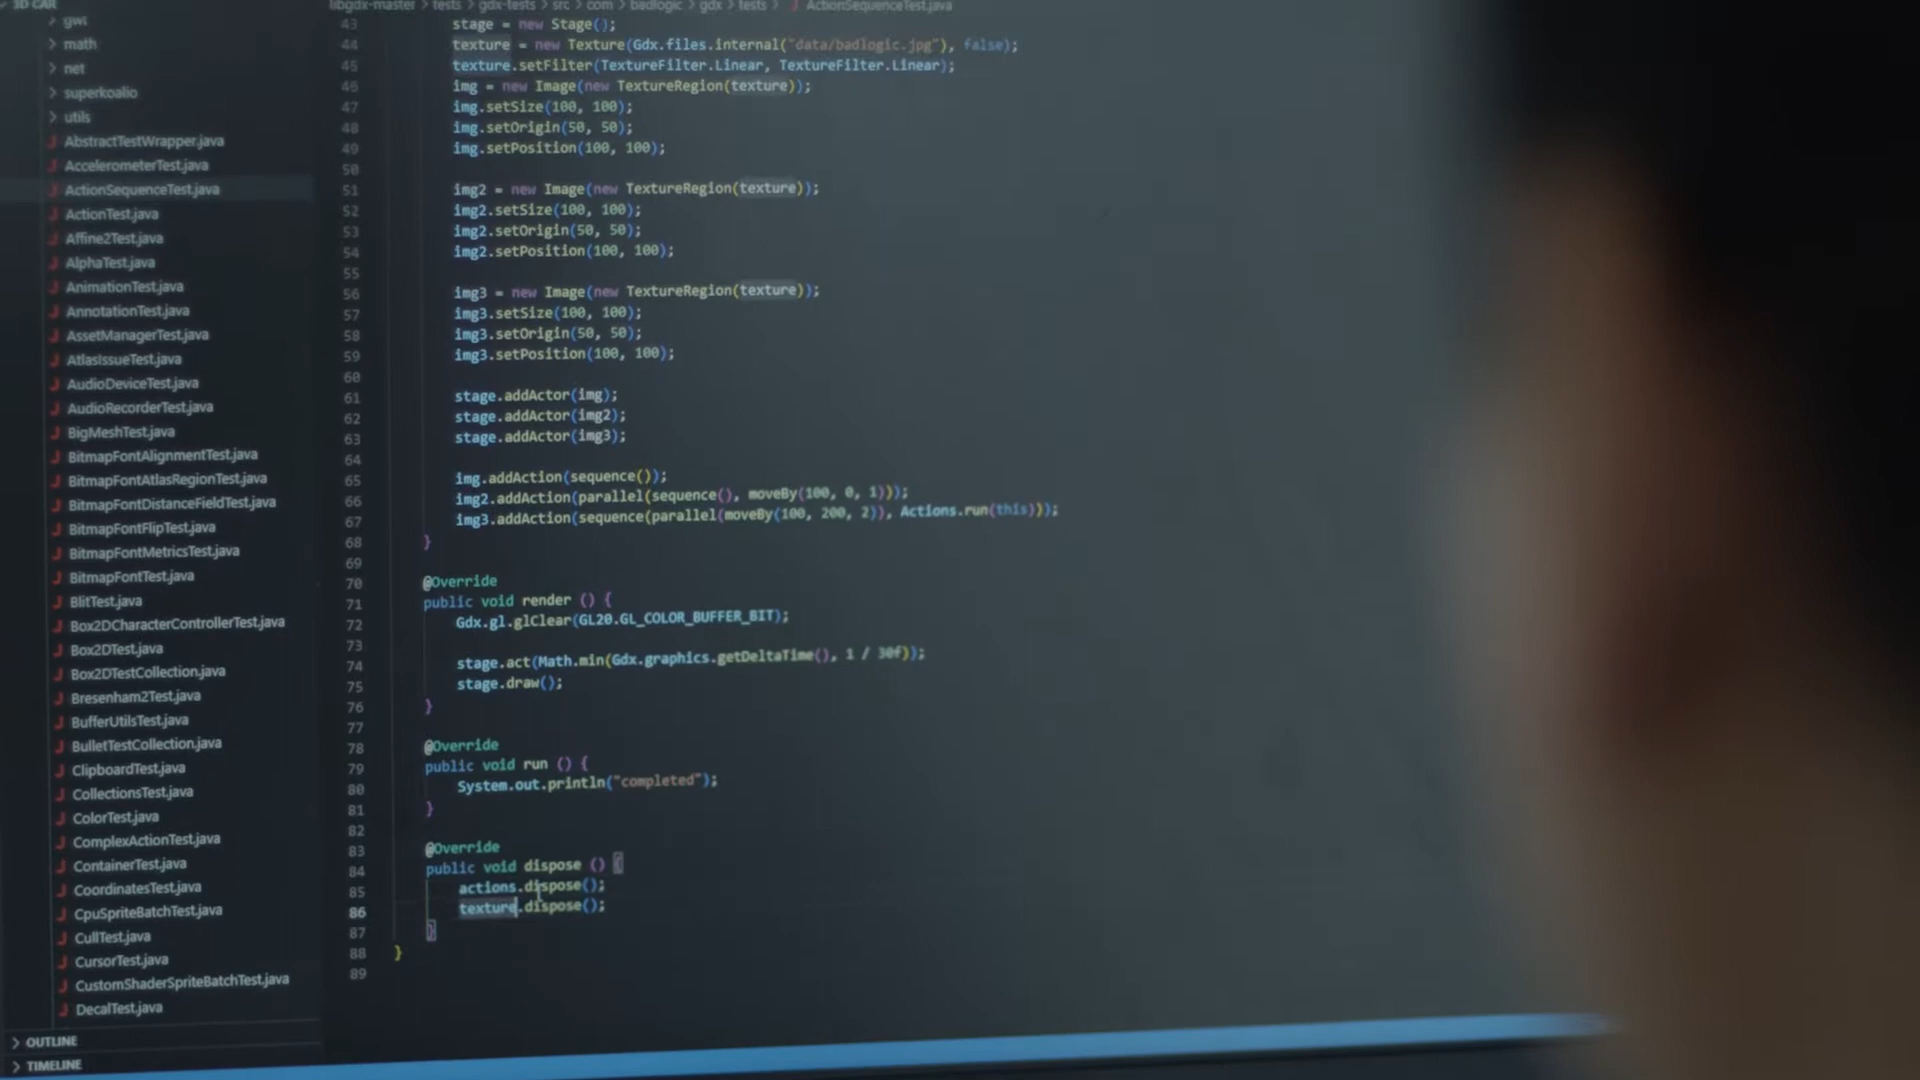 3D CAR
gwt
math
net
superkoalio
utils
AbstractTestWrapper.java
AccelerometerTest.java
ActionSequenceTest.java
ActionTest.java
Affine2Test.java
AlphaTest.java
AnimationTest.java
AnnotationTest.java
AssetManagerTest.java
AtlasIssueTest.java
AudioDeviceTest.java
AudioRecorderTest.java
BigMeshTest.java
BitmapFontAlignmentTest.java
BitmapFontAtlasRegionTest.java
BitmapFontDistanceFieldTest.java
BitmapFontFlipTest.java
BitmapFontMetricsTest.java
BitmapFontTest.java
BlitTest.java
Box2DCharacterControllerTest.java
Box2DTest.java
Box2DTestCollection.java
Bresenham2Test.java
BufferUtilsTest.java
BulletTestCollection.java
ClipboardTest.java
CollectionsTest.java
ColorTest.java
ComplexActionTest.java
ContainerTest.java
CoordinatesTest.java
CpuSpriteBatchTest.java
CullTest.java
CursorTest.java
CustomShaderSpriteBatchTest.java
DecalTest.java
OUTLINE
TIMELINE
libgdx-master > tests > gdx-tests > src > com > badlogic > gdx > tests > J ActionSequenceTest.java
43 stage = new Stage();
44 texture = new Texture(Gdx.files.internal("data/badlogic.jpg"), false);
45 texture.setFilter(TextureFilter.Linear, TextureFilter.Linear);
46 img = new Image(new TextureRegion(texture));
47 img.setSize(100, 100);
48 img.setOrigin(50, 50);
49 img.setPosition(100, 100);
50
51 img2 = new Image(new TextureRegion(texture));
52 img2.setSize(100, 100);
53 img2.setOrigin(50, 50);
54 img2.setPosition(100, 100);
55
56 img3 = new Image(new TextureRegion(texture));
57 img3.setSize(100, 100);
58 img3.setOrigin(50, 50);
59 img3.setPosition(100, 100);
60
61 stage.addActor(img);
62 stage.addActor(img2);
63 stage.addActor(img3);
64
65 img.addAction(sequence());
66 img2.addAction(parallel(sequence(), moveBy(100, 0, 1)));
67 img3.addAction(sequence(parallel(moveBy(100, 200, 2)), Actions.run(this)));
68 }
69
70 @Override
71 public void render () {
72 Gdx.gl.glClear(GL20.GL_COLOR_BUFFER_BIT);
73
74 stage.act(Math.min(Gdx.graphics.getDeltaTime(), 1 / 30f));
75 stage.draw();
76 }
77
78 @Override
79 public void run () {
80 System.out.println("completed");
81 }
82
83 @Override
84 public void dispose () {
85 actions.dispose();
86 texture.dispose();
87 }
88 }
89